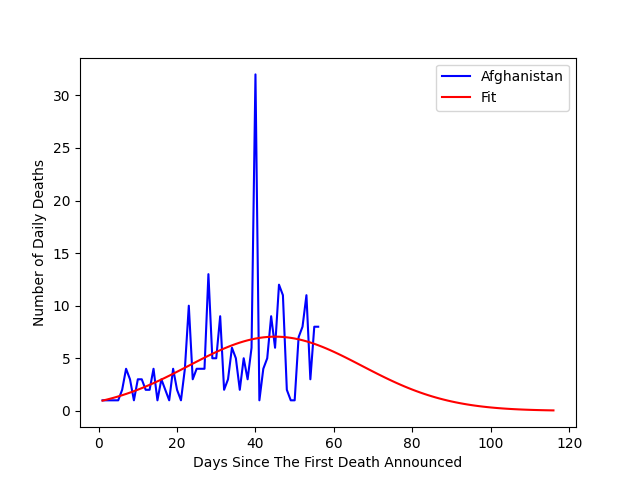 Afghanistan
Fit
30
25
20
15
10
5
0
Number of Daily Deaths
0 20 40 60 80 100 120
Days Since The First Death Announced